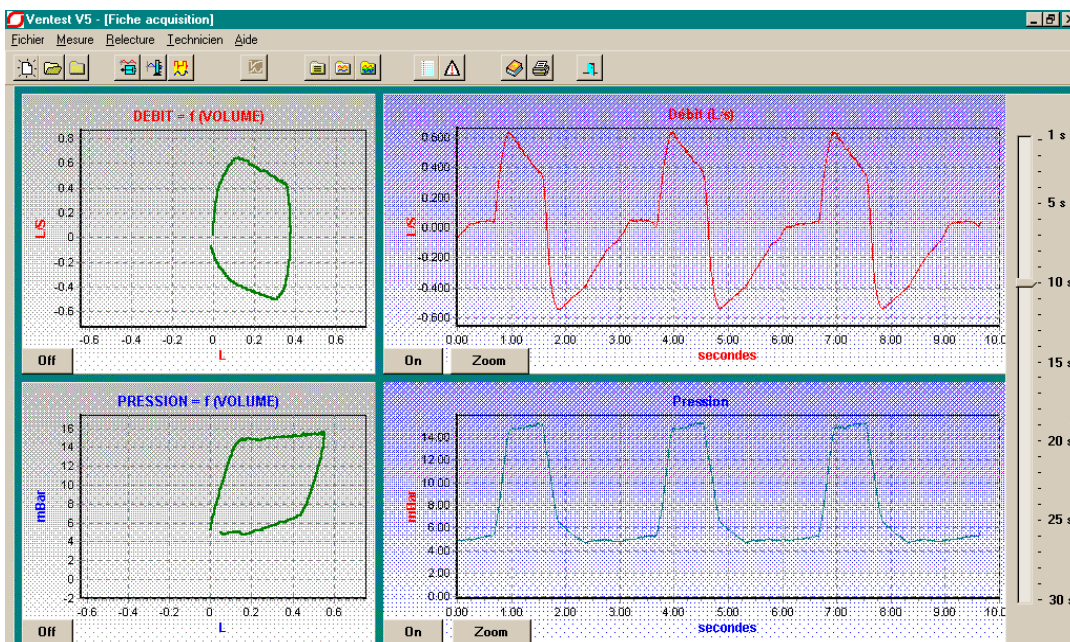 Ventest V5 - [Fiche acquisition]
Fichier Mesure Relecture Technicien Aide
DEBIT = f (VOLUME)
0.8
0.6
0.4
0.2
0
-0.2
-0.4
-0.6
L/S
-0.6 -0.4 -0.2 0 0.2 0.4 0.6
L
Off
Débit (L/s)
0.600
0.400
0.200
0.000
-0.200
-0.400
-0.600
L/S
0.00 1.00 2.00 3.00 4.00 5.00 6.00 7.00 8.00 9.00 10.0
secondes
On Zoom
PRESSION = f (VOLUME)
16
14
12
10
8
6
4
2
0
-2
mBar
-0.6 -0.4 -0.2 0 0.2 0.4 0.6
L
Off
Pression
14.00
12.00
10.00
8.00
6.00
4.00
2.00
0.00
mBar
0.00 1.00 2.00 3.00 4.00 5.00 6.00 7.00 8.00 9.00 10.0
secondes
On Zoom
1 s
5 s
10 s
15 s
20 s
25 s
30 s